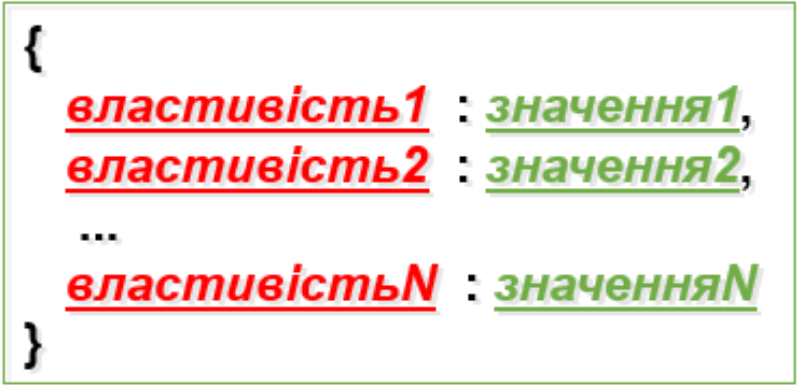 {
властивість1 : значення1,
властивість2 : значення2,
...
властивістьN : значенняN
}